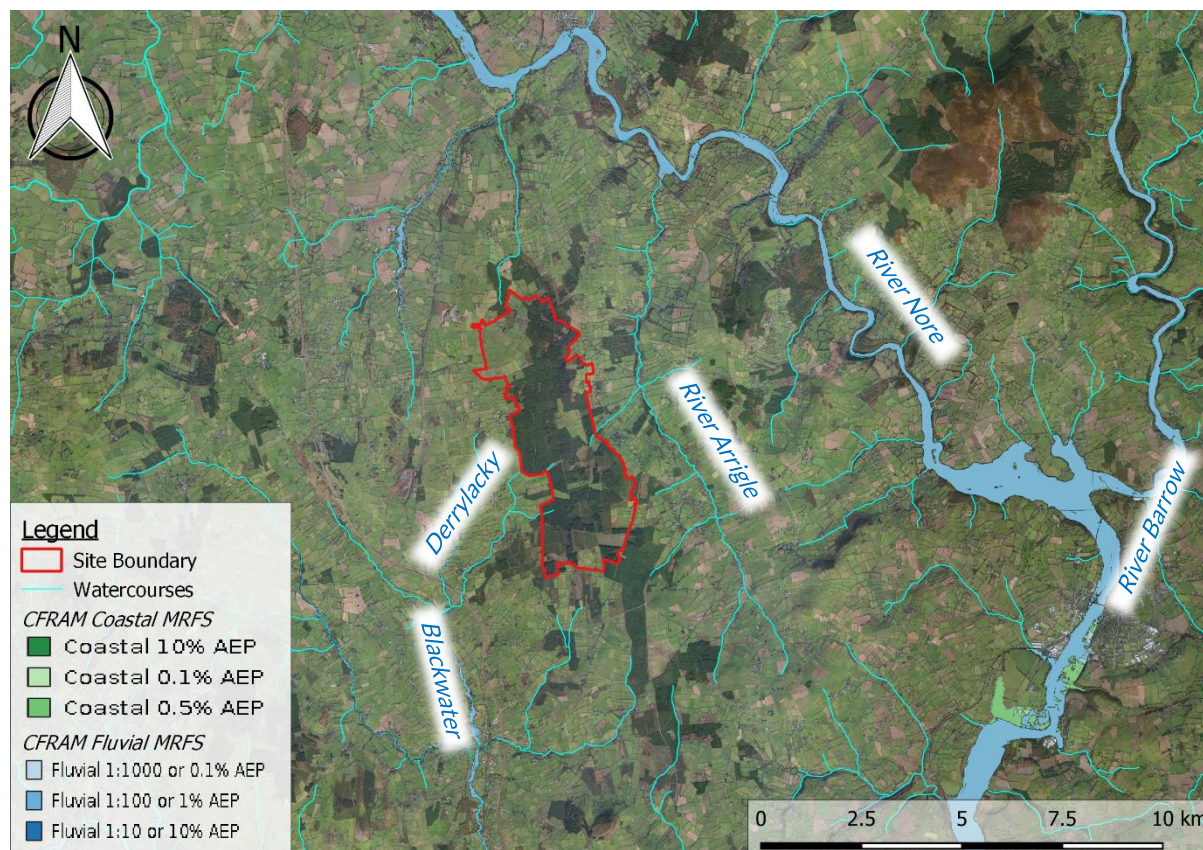 N
River Nore
River Arrigle
River Barrow
Derrylacky
Blackwater
Legend
Site Boundary
Watercourses
CFRAM Coastal MRFS
Coastal 10% AEP
Coastal 0.1% AEP
Coastal 0.5% AEP
CFRAM Fluvial MRFS
Fluvial 1:1000 or 0.1% AEP
Fluvial 1:100 or 1% AEP
Fluvial 1:10 or 10% AEP
0 2.5 5 7.5 10 km